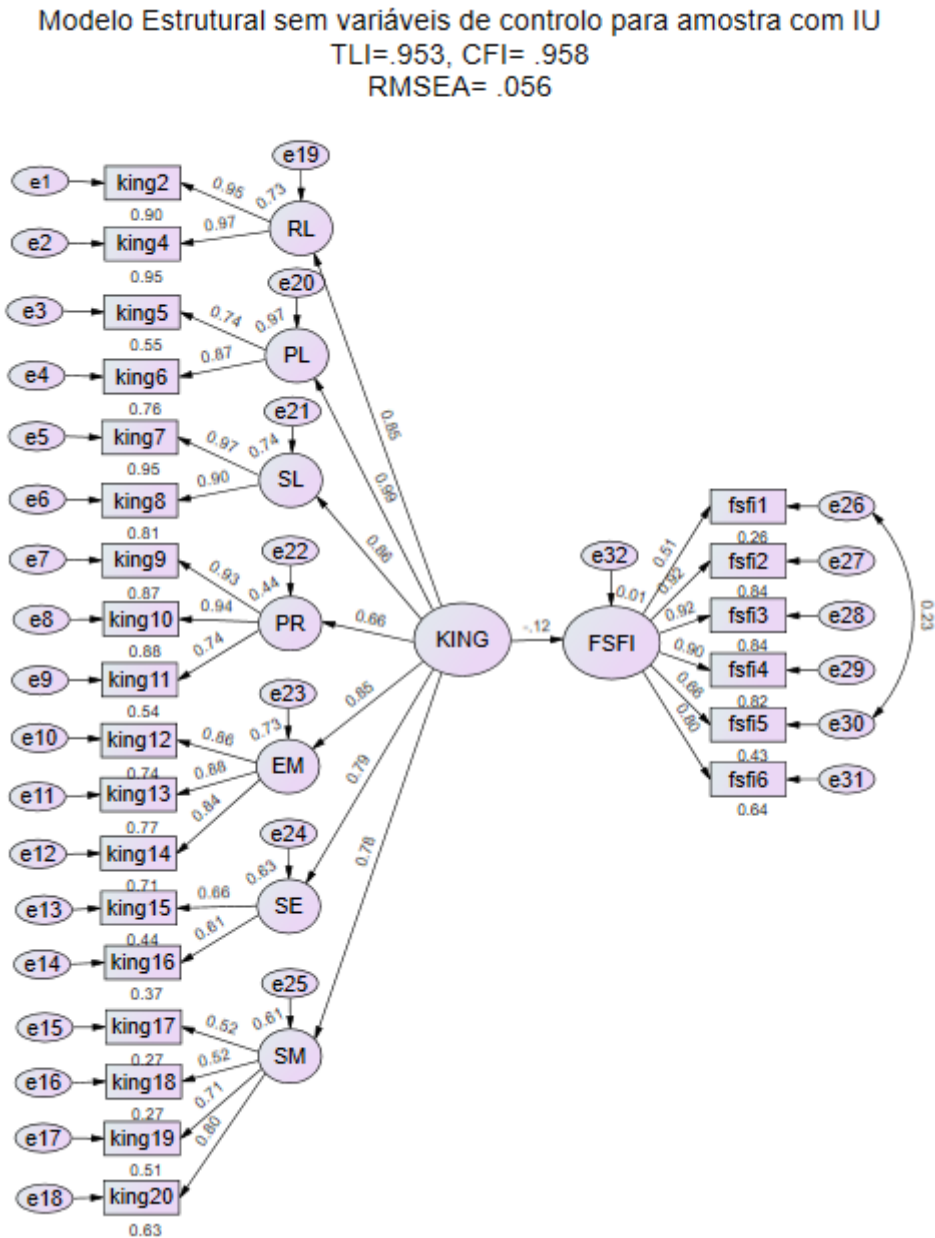 Modelo Estrutural sem variáveis de controlo para amostra com IU
TLI=.953, CFI= .958
RMSEA= .056
e19
e1 king2 0.95 0.73
0.90 RL
e2 king4 0.97
0.95 e20
e3 king5 0.74 0.97
0.55 PL
e4 king6 0.87
0.76 e21
e5 king7 0.97 0.74
0.95 SL
e6 king8 0.90
0.81 e22
e7 king9 0.93 0.44
0.87 PR
e8 king10 0.94
0.88
e9 king11 0.74
0.54 e23
e10 king12 0.86 0.73
0.74 EM
e11 king13 0.88
0.77
e12 king14 0.84
0.71 e24
e13 king15 0.66 0.63
0.44 SE
e14 king16 0.61
0.37 e25
e15 king17 0.52 0.61
0.27 SM
e16 king18 0.52
0.27
e17 king19 0.71
0.51
e18 king20 0.80
0.63
0.85
0.99
0.86
0.66
0.85
0.79
0.78
KING
-.12
e32
0.01
FSFI
0.51 fsfi1 e26
0.26
0.92 fsfi2 e27
0.84
0.92 fsfi3 e28
0.84
0.90 fsfi4 e29
0.82
0.66 fsfi5 e30
0.43
0.80 fsfi6 e31
0.64
0.23